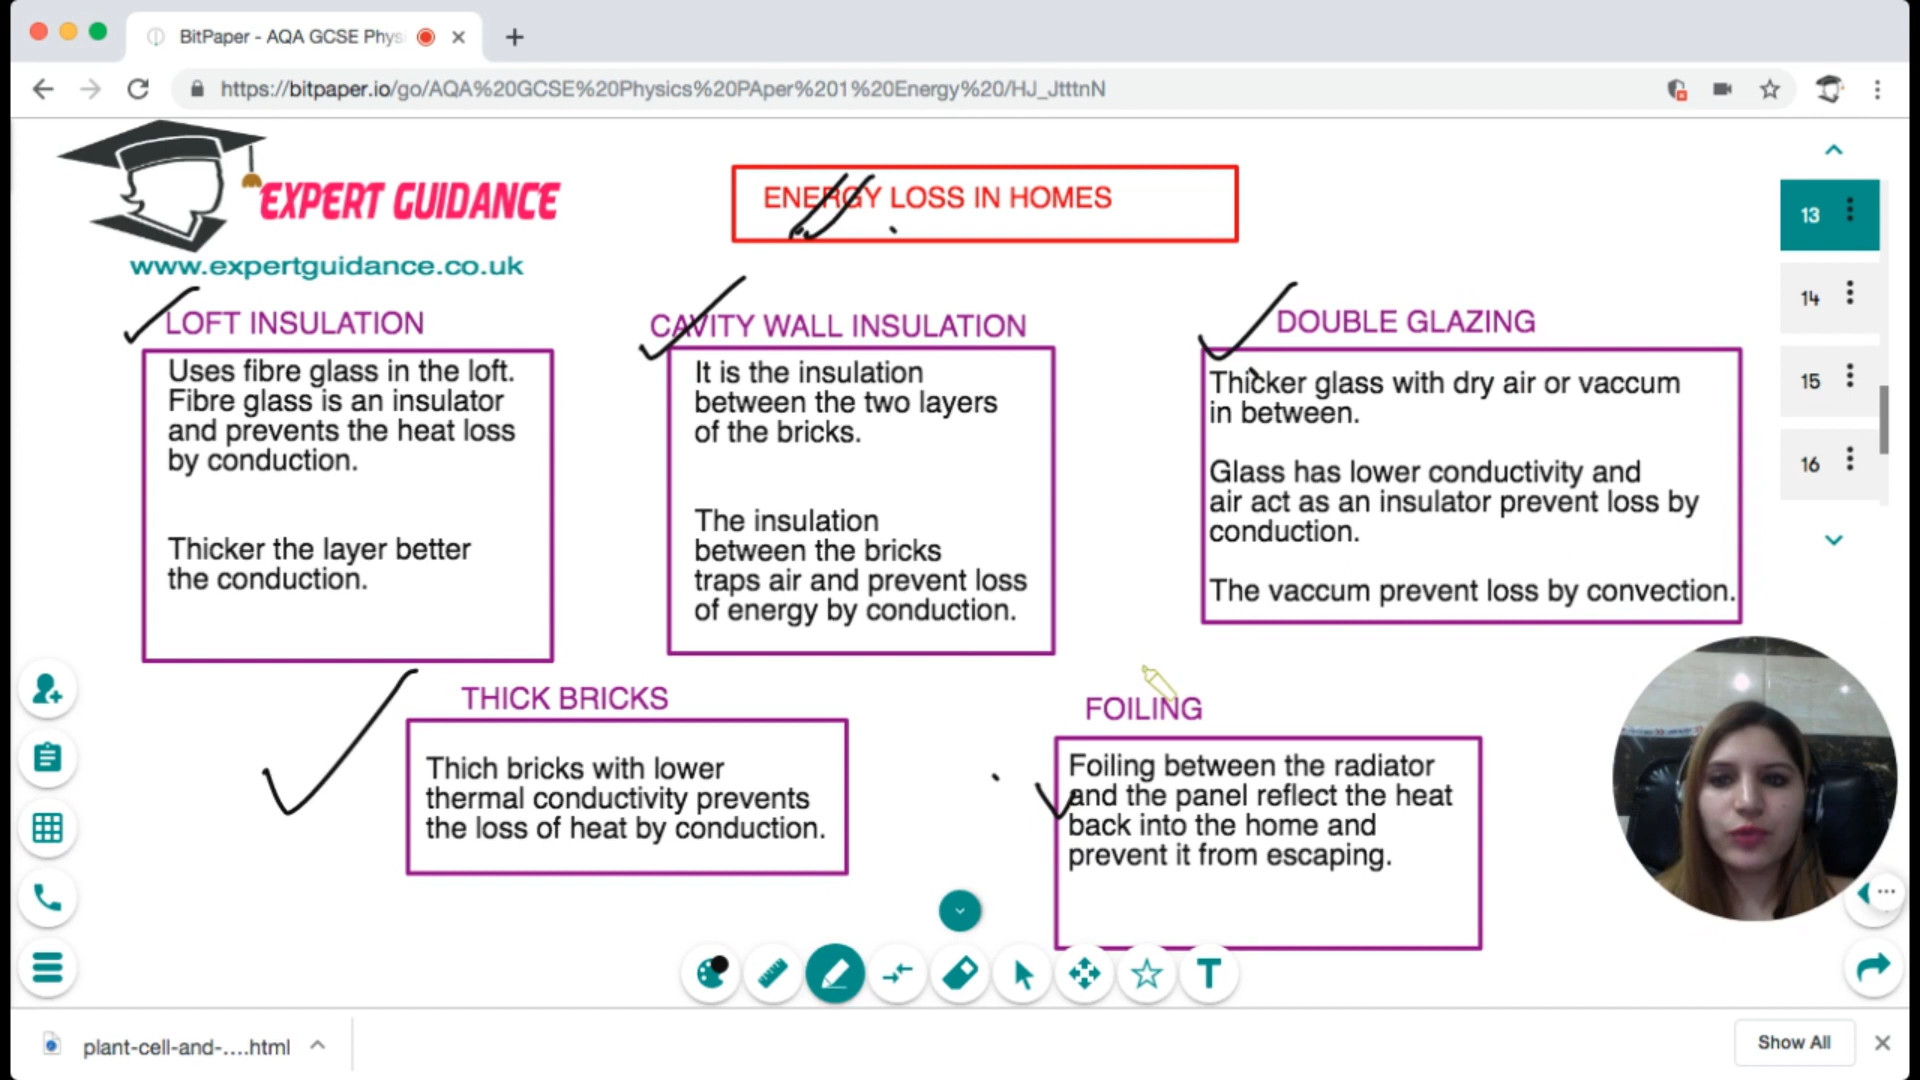 BitPaper - AQA GCSE Phys
https://bitpaper.io/go/AQA%20GCSE%20Physics%20PAper%201%20Energy%20/HJ_JtttnN
EXPERT GUIDANCE
www.expertguidance.co.uk
ENERGY LOSS IN HOMES
13
14
15
16
LOFT INSULATION
Uses fibre glass in the loft.
Fibre glass is an insulator
and prevents the heat loss
by conduction.
Thicker the layer better
the conduction.
CAVITY WALL INSULATION
It is the insulation
between the two layers
of the bricks.
The insulation
between the bricks
traps air and prevent loss
of energy by conduction.
DOUBLE GLAZING
Thicker glass with dry air or vaccum
in between.
Glass has lower conductivity and
air act as an insulator prevent loss by
conduction.
The vaccum prevent loss by convection.
THICK BRICKS
Thich bricks with lower
thermal conductivity prevents
the loss of heat by conduction.
FOILING
Foiling between the radiator
and the panel reflect the heat
back into the home and
prevent it from escaping.
T
plant-cell-and-....html
Show All